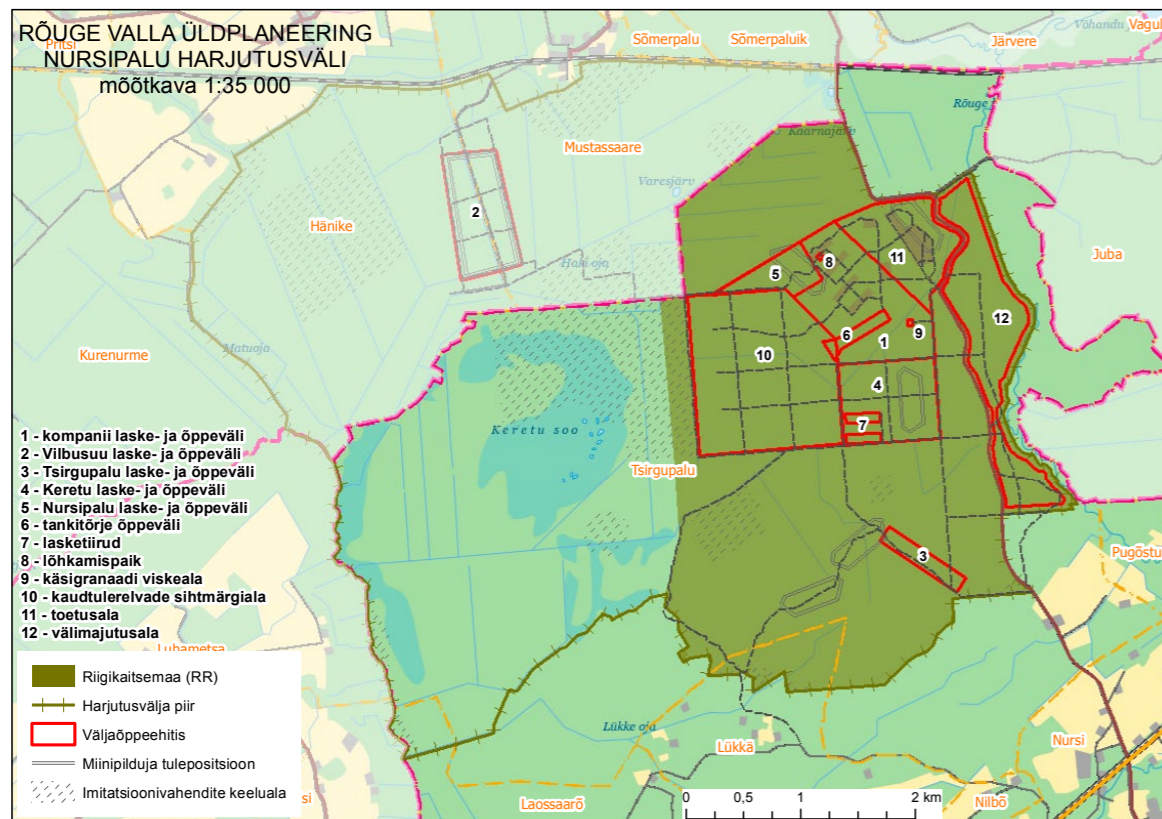 RÕUGE VALLA ÜLDPLANEERING
NURSIPALU HARJUTUSVÄLI
mõõtkava 1:35 000
Pritsi
Sõmerpalu
Sõmerpaluik
Järvere
Võhandu
Rõuge
Kaarnajärv
Mustassaare
Varesjärv
Hänike
2
Juba
5
8
11
12
Kurenurme
Matuoja
10
6
1
9
4
7
Keretu soo
Tsirgupalu
3
Pugõstu
1 - kompanii laske- ja õppeväli
2 - Vilbusuu laske- ja õppeväli
3 - Tsirgupalu laske- ja õppeväli
4 - Keretu laske- ja õppeväli
5 - Nursipalu laske- ja õppeväli
6 - tankitõrje õppeväli
7 - lasketiirud
8 - lõhkamispaik
9 - käsigranaadi viskeala
10 - kaudtulerelvade sihtmärgiala
11 - toetusala
12 - välimajutusala
Riigikaitsemaa (RR)
Harjutusvälja piir
Väljaõppeehitis
Miinipilduja tulepositsioon
Imitatsioonivahendite keeluala
Lükke oja
Lükkä
Nursi
Laossaarõ
Nilbõ
0 0,5 1 2 km